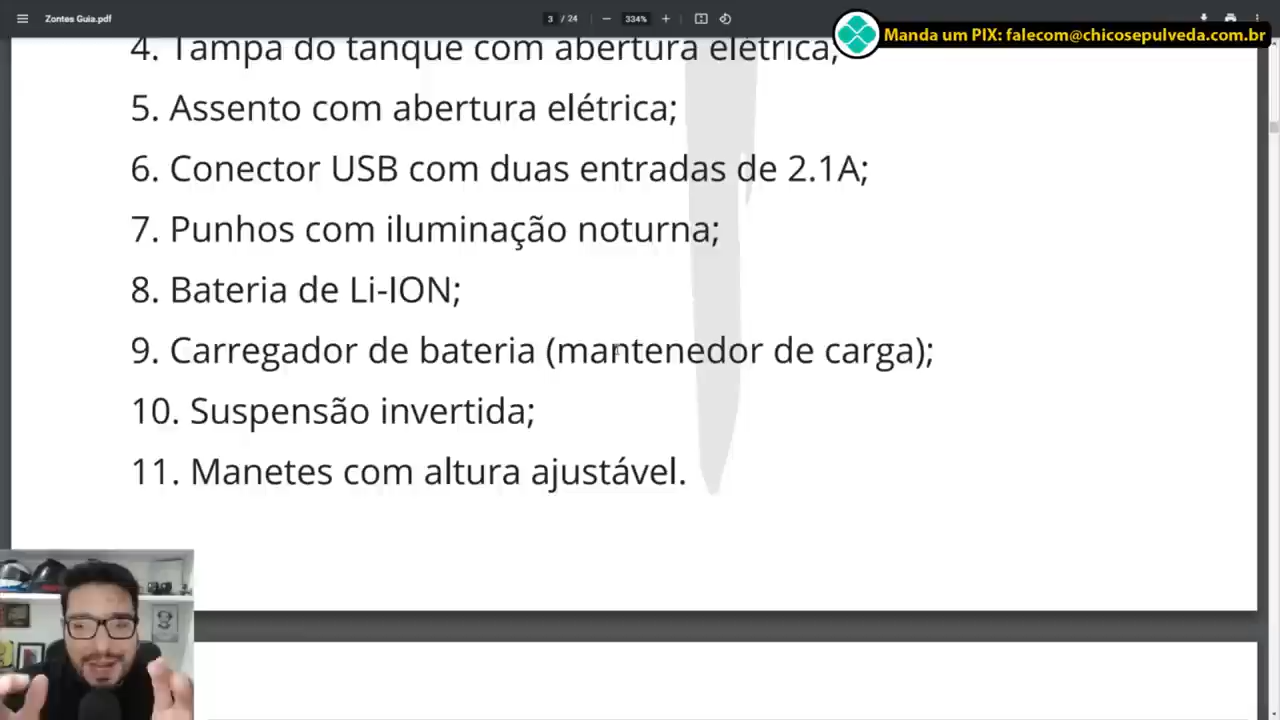 Zontes Guia.pdf
3 / 24
334%
Manda um PIX: falecom@chicosepulveda.com.br
4. Tampa do tanque com abertura elétrica;
5. Assento com abertura elétrica;
6. Conector USB com duas entradas de 2.1A;
7. Punhos com iluminação noturna;
8. Bateria de Li-ION;
9. Carregador de bateria (mantenedor de carga);
10. Suspensão invertida;
11. Manetes com altura ajustável.